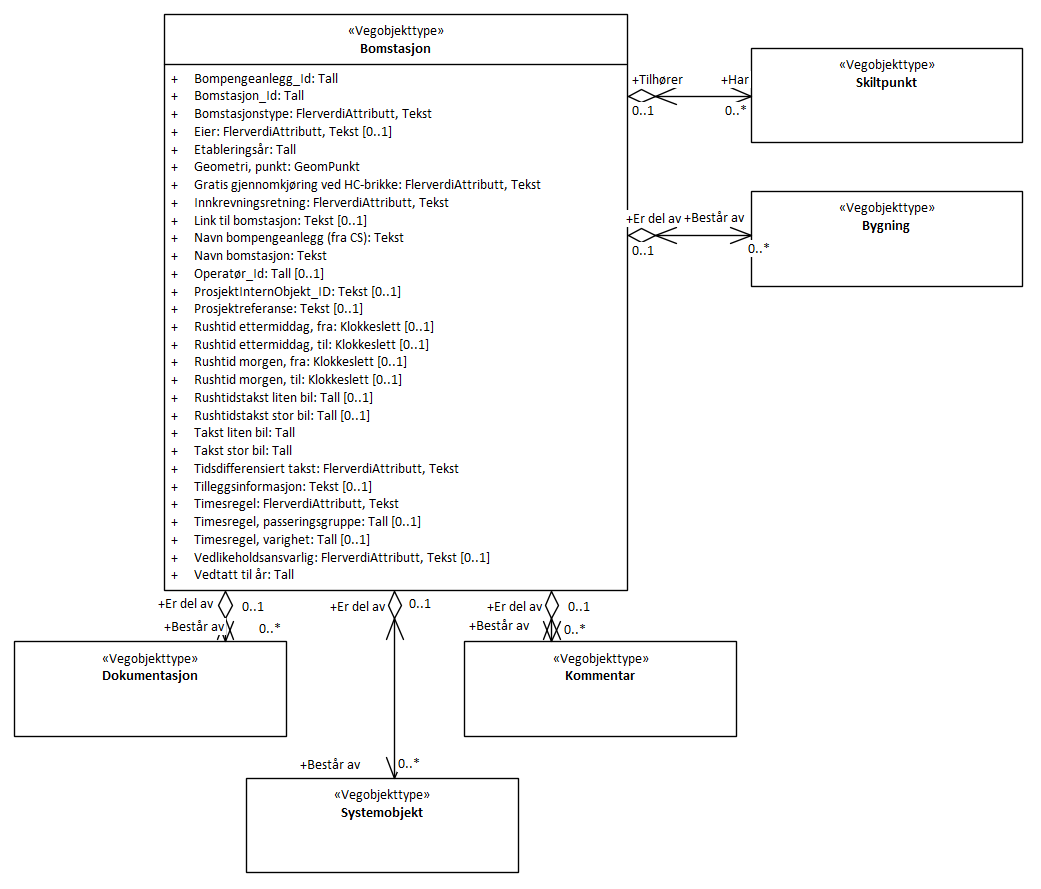 «Vegobjekttype»
Bomstasjon
+ Bompengeanlegg_Id: Tall
+ Bomstasjon_Id: Tall
+ Bomstasjonstype: FlerverdiAttributt, Tekst
+ Eier: FlerverdiAttributt, Tekst [0..1]
+ Etableringsår: Tall
+ Geometri, punkt: GeomPunkt
+ Gratis gjennomkjøring ved HC-brikke: FlerverdiAttributt, Tekst
+ Innkrevningsretning: FlerverdiAttributt, Tekst
+ Link til bomstasjon: Tekst [0..1]
+ Navn bompengeanlegg (fra CS): Tekst
+ Navn bomstasjon: Tekst
+ Operatør_Id: Tall [0..1]
+ ProsjektInternObjekt_ID: Tekst [0..1]
+ Prosjektreferanse: Tekst [0..1]
+ Rushtid ettermiddag, fra: Klokkeslett [0..1]
+ Rushtid ettermiddag, til: Klokkeslett [0..1]
+ Rushtid morgen, fra: Klokkeslett [0..1]
+ Rushtid morgen, til: Klokkeslett [0..1]
+ Rushtidstakst liten bil: Tall [0..1]
+ Rushtidstakst stor bil: Tall [0..1]
+ Takst liten bil: Tall
+ Takst stor bil: Tall
+ Tidsdifferensiert takst: FlerverdiAttributt, Tekst
+ Tilleggsinformasjon: Tekst [0..1]
+ Timesregel: FlerverdiAttributt, Tekst
+ Timesregel, passeringsgruppe: Tall [0..1]
+ Timesregel, varighet: Tall [0..1]
+ Vedlikeholdsansvarlig: FlerverdiAttributt, Tekst [0..1]
+ Vedtatt til år: Tall
+Tilhører +Har
0..1 0..*
«Vegobjekttype»
Skiltpunkt
+Er del av +Består av
0..1 0..*
«Vegobjekttype»
Bygning
+Er del av 0..1
+Består av 0..*
«Vegobjekttype»
Dokumentasjon
+Er del av 0..1
+Består av 0..*
«Vegobjekttype»
Systemobjekt
+Er del av 0..1
+Består av 0..*
«Vegobjekttype»
Kommentar